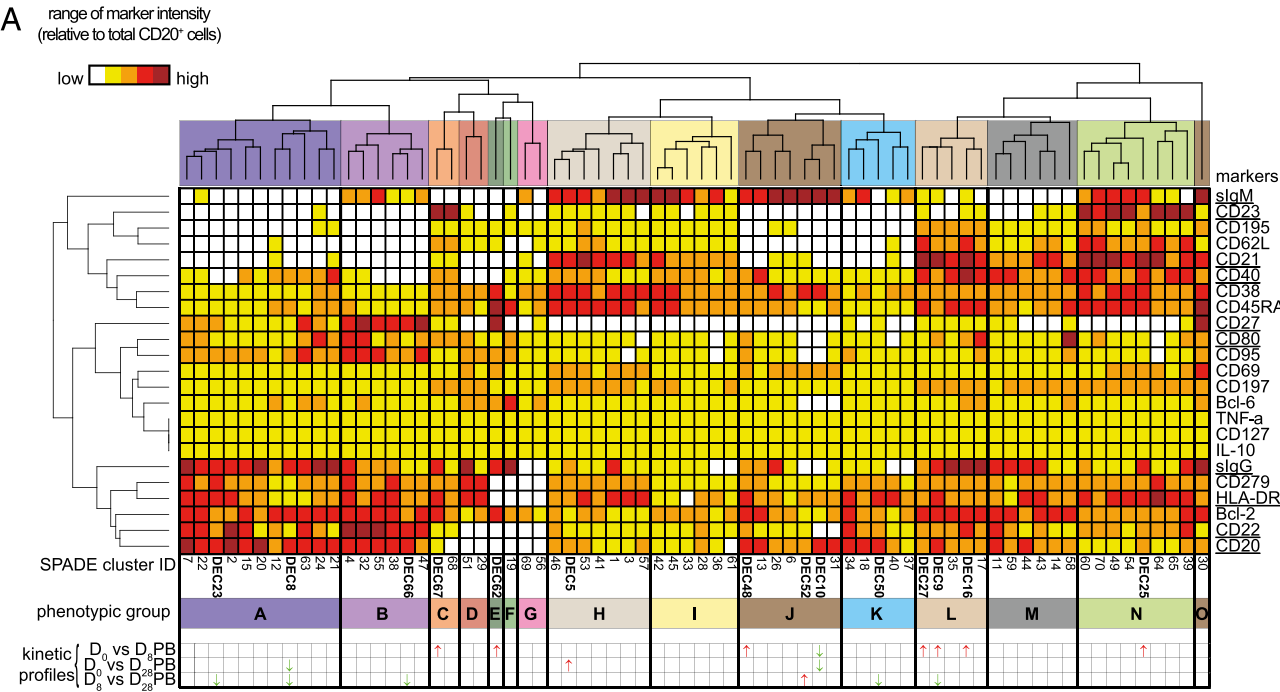 A
range of marker intensity
(relative to total CD20⁺ cells)
low high
markers
sIgM
CD23
CD195
CD62L
CD21
CD40
CD38
CD45RA
CD27
CD80
CD95
CD69
CD197
Bcl-6
TNF-a
CD127
IL-10
sIgG
CD279
HLA-DR
Bcl-2
CD22
CD20
SPADE cluster ID 7 22 DEC23 2 15 20 12 DEC8 63 24 21 4 32 55 38 DEC66 47 DEC67 68 51 29 DEC62 19 69 56 46 DEC5 53 41 1 3 57 42 45 33 28 36 61 DEC48 13 26 6 DEC52 DEC10 31 34 18 DEC50 40 37 DEC27 DEC9 35 DEC16 17 11 59 44 43 14 58 60 70 49 54 DEC25 64 65 39 30
phenotypic group A B C D E F G H I J K L M N O
kinetic profiles
D₀ vs D₈PB ↑ ↑ ↑ ↓ ↑ ↑ ↑ ↑
D₀ vs D₂₈PB ↓ ↑ ↓
D₈ vs D₂₈PB ↓ ↓ ↓ ↑ ↓ ↓